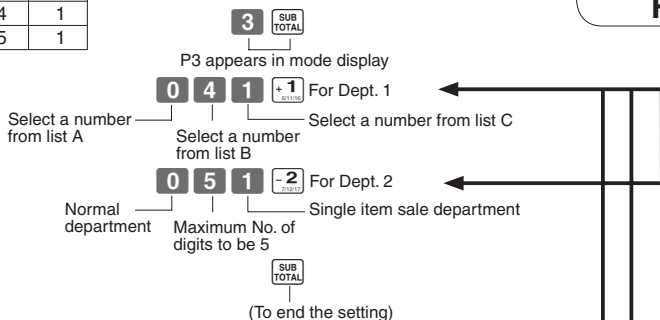 4 1
5 1
3 SUB TOTAL
P3 appears in mode display
0 4 1 + 1 6/11/16 For Dept. 1
Select a number from list A
Select a number from list B
Select a number from list C
0 5 1 - 2 7/12/17 For Dept. 2
Normal department
Maximum No. of digits to be 5
Single item sale department
SUB TOTAL
(To end the setting)